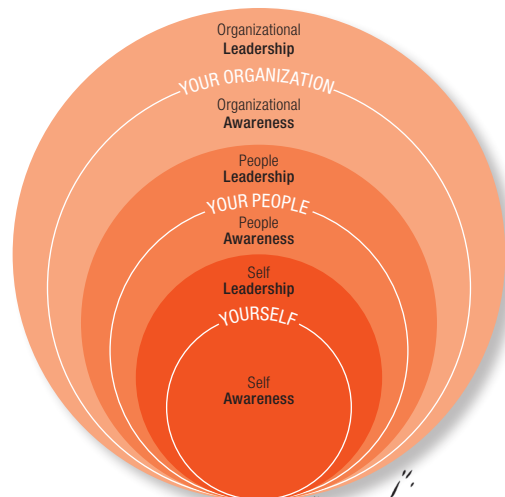 Organizational
Leadership
YOUR ORGANIZATION
Organizational
Awareness
People
Leadership
YOUR PEOPLE
People
Awareness
Self
Leadership
YOURSELF
Self
Awareness